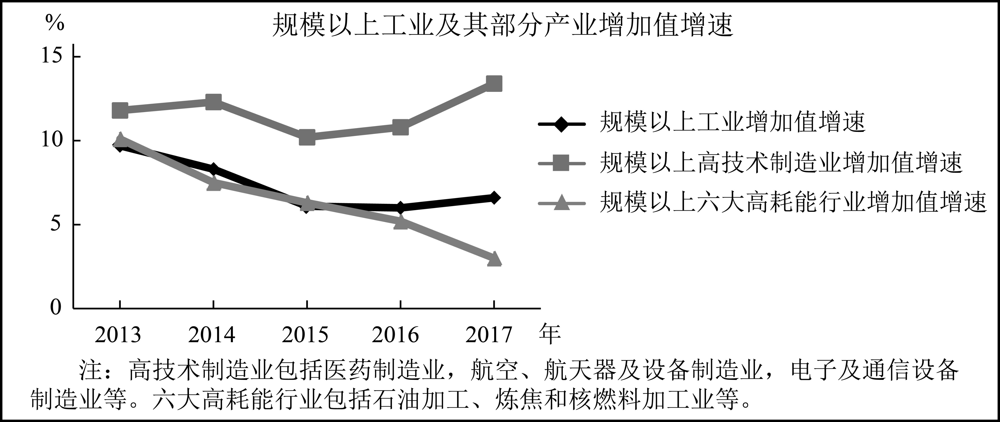 规模以上工业及其部分产业增加值增速
%
15
10
5
0
2013 2014 2015 2016 2017 年
规模以上工业增加值增速
规模以上高技术制造业增加值增速
规模以上六大高耗能行业增加值增速
注：高技术制造业包括医药制造业，航空、航天器及设备制造业，电子及通信设备
制造业等。六大高耗能行业包括石油加工、炼焦和核燃料加工业等。